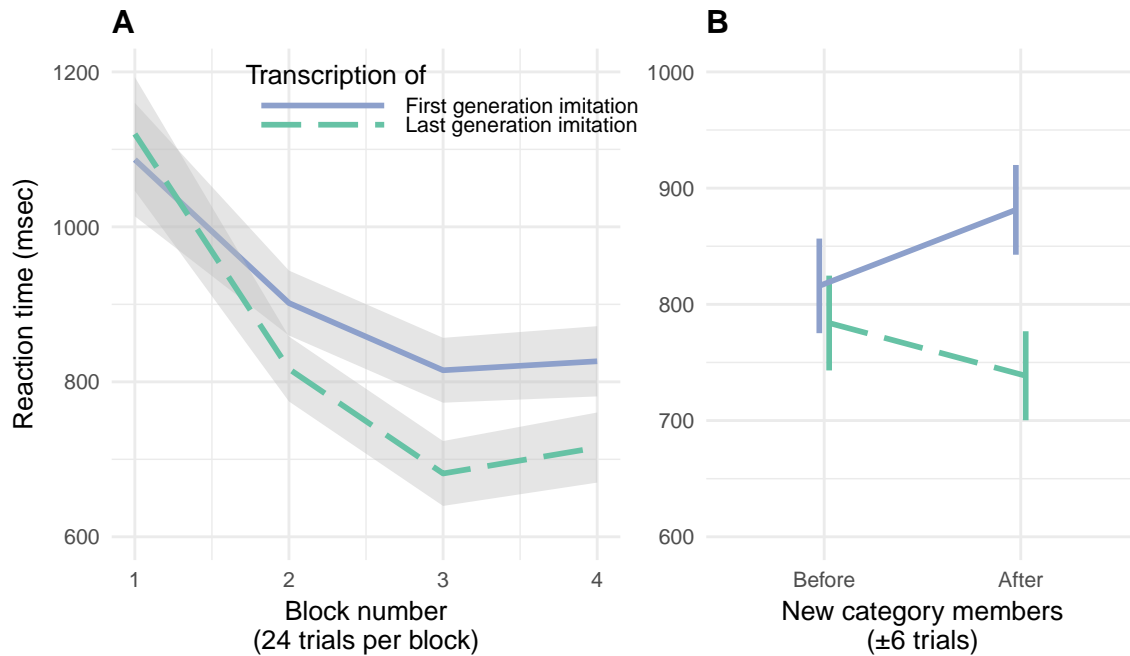 A
Transcription of
First generation imitation
Last generation imitation
Reaction time (msec)
1200
1000
800
600
1
2
3
4
Block number
(24 trials per block)
B
1000
900
800
700
600
Before
After
New category members
(±6 trials)